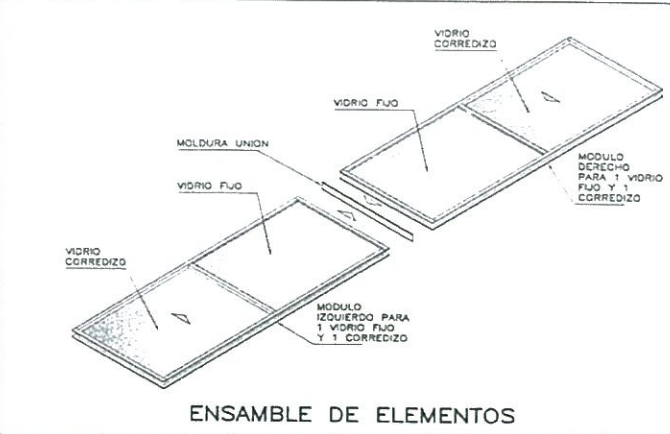 VIDRIO
CORREDIZO
VIDRIO FIJO
MOLDURA UNION
MODULO
DERECHO
PARA 1 VIDRIO
FIJO Y 1
CORREDIZO
VIDRIO FIJO
VIDRIO
CORREDIZO
MODULO
IZQUIERDO PARA
1 VIDRIO FIJO
Y 1 CORREDIZO
ENSAMBLE DE ELEMENTOS